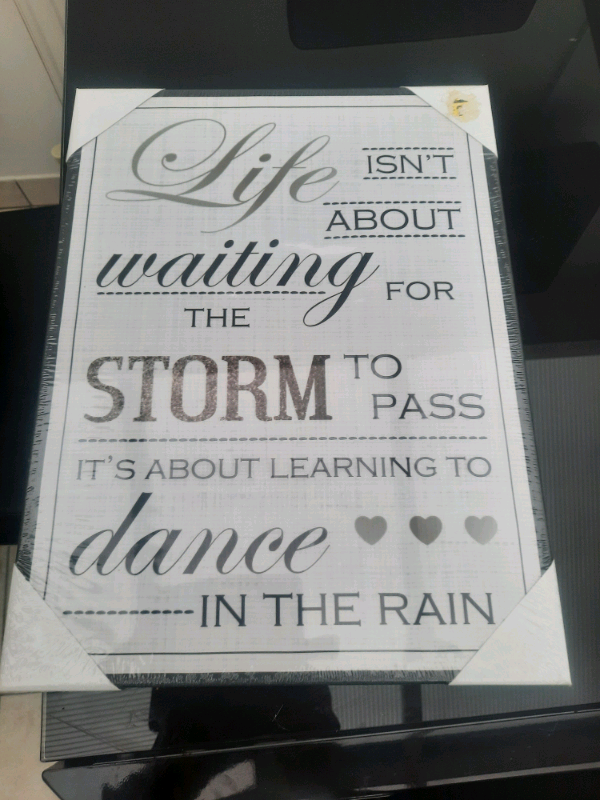 Life ISN'T
ABOUT
waiting FOR
THE
STORM TO
PASS
IT'S ABOUT LEARNING TO
dance
IN THE RAIN